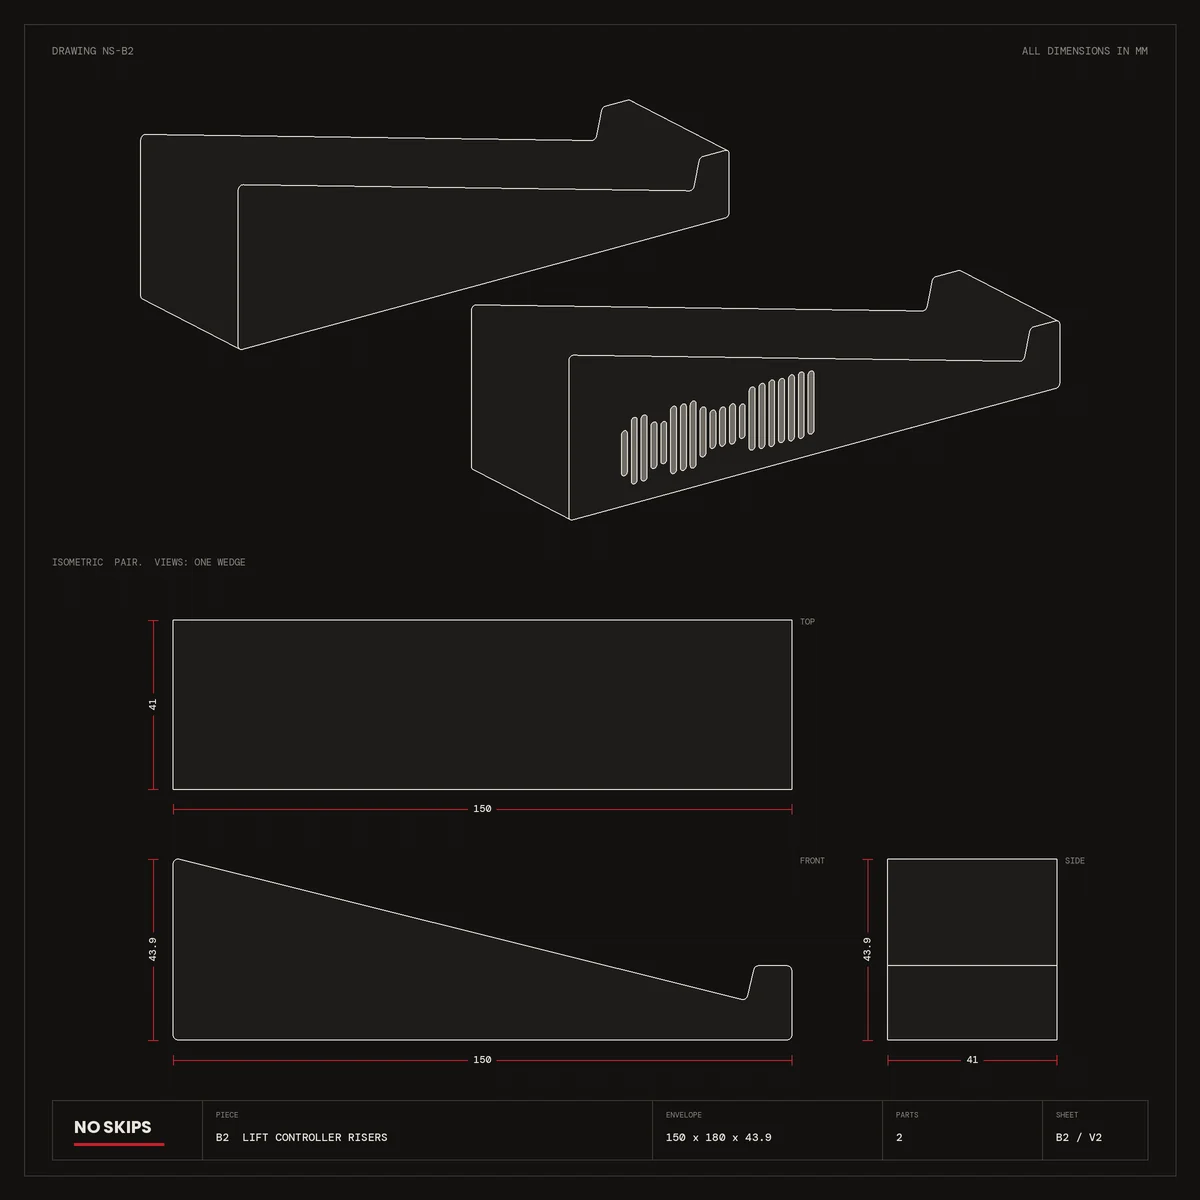 DRAWING NS-B2
ALL DIMENSIONS IN MM
ISOMETRIC PAIR. VIEWS: ONE WEDGE
TOP
41
150
FRONT
SIDE
43.9
43.9
150
41
NO SKIPS
PIECE
B2 LIFT CONTROLLER RISERS
ENVELOPE
150 x 180 x 43.9
PARTS
2
SHEET
B2 / V2